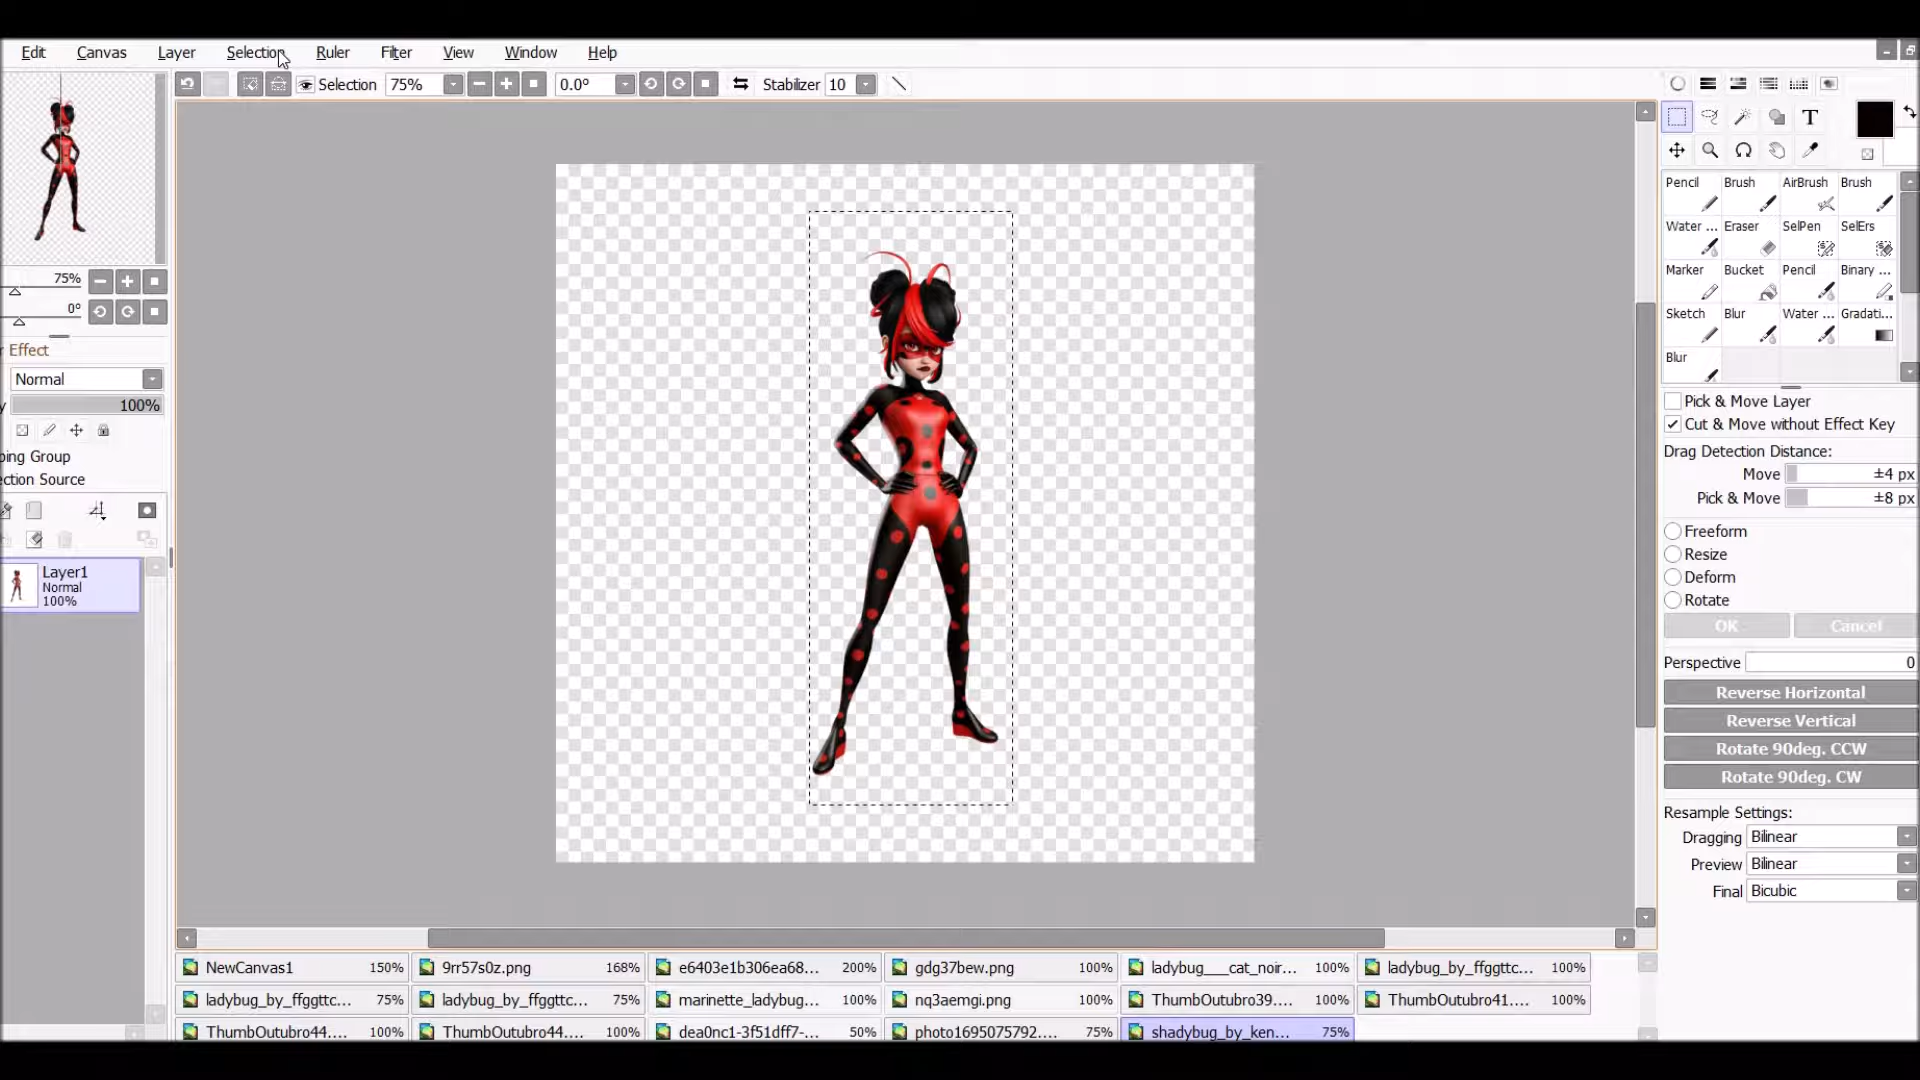 Edit Canvas Layer Selection Ruler Filter View Window Help
Selection 75% 0.0° Stabilizer 10
T
Pencil Brush AirBrush Brush
Water ... Eraser SelPen SelErs
Marker Bucket Pencil Binary ...
Sketch Blur Water ... Gradati...
Blur
75%
0°
Effect
Normal
100%
ping Group
ction Source
Layer1
Normal
100%
Pick & Move Layer
Cut & Move without Effect Key
Drag Detection Distance:
Move ±4 px
Pick & Move ±8 px
Freeform
Resize
Deform
Rotate
OK Cancel
Perspective 0
Reverse Horizontal
Reverse Vertical
Rotate 90deg. CCW
Rotate 90deg. CW
Resample Settings:
Dragging Bilinear
Preview Bilinear
Final Bicubic
NewCanvas1 150% 9rr57s0z.png 168% e6403e1b306ea68... 200% gdg37bew.png 100% ladybug___cat_noir... 100% ladybug_by_ffggttc... 100%
ladybug_by_ffggttc... 75% ladybug_by_ffggttc... 75% marinette_ladybug... 100% nq3aemgi.png 100% ThumbOutubro39.... 100% ThumbOutubro41.... 100%
ThumbOutubro44.... 100% ThumbOutubro44.... 100% dea0nc1-3f51dff7-... 50% photo1695075792.... 75% shadybug_by_ken... 75%